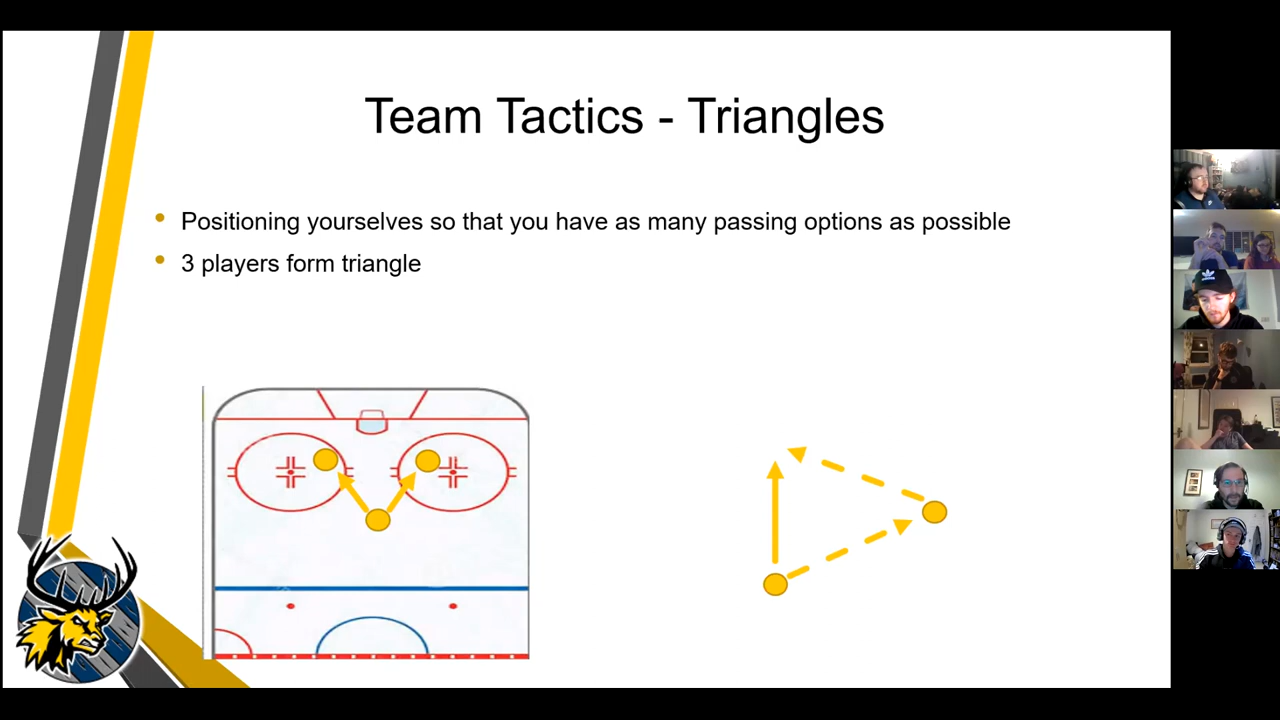 Team Tactics - Triangles
Positioning yourselves so that you have as many passing options as possible
3 players form triangle